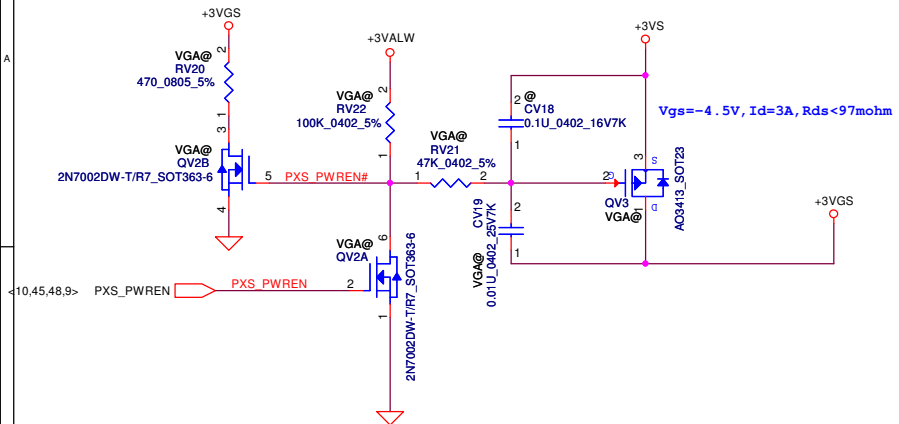 +3VGS
+3VALW
+3VS
A
2
VGA@
RV20
470_0805_5%
1
3
VGA@
QV2B
2N7002DW-T/R7_SOT363-6
5
PXS_PWREN#
4
2
VGA@
RV22
100K_0402_5%
1
VGA@
RV21
47K_0402_5%
1
2
2
@
CV18
0.1U_0402_16V7K
1
Vgs=-4.5V,Id=3A,Rds<97mohm
3
S
2
G
QV3
VGA@
1
D
AO3413_SOT23
+3VGS
2
CV19
1
VGA@
0.01U_0402_25V7K
6
VGA@
QV2A
2
1
2N7002DW-T/R7_SOT363-6
<10,45,48,9>
PXS_PWREN
PXS_PWREN